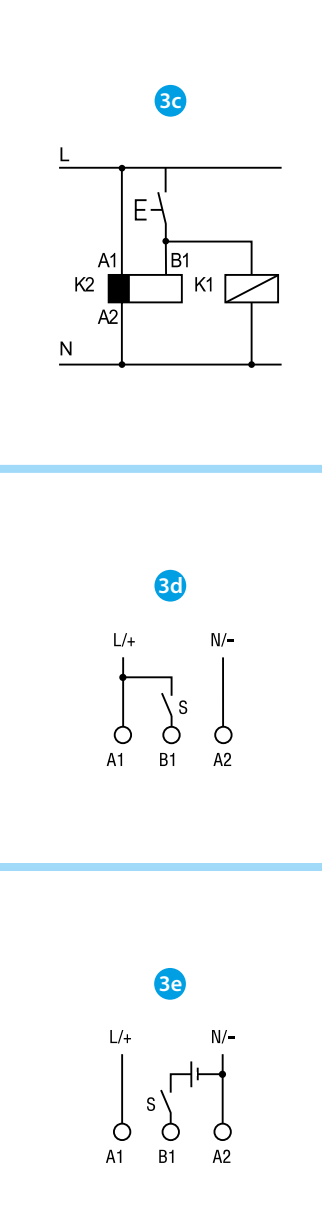 3c
L
A1 B1
K2 K1
A2
N
3d
L/+ N/-
S
A1 B1 A2
3e
L/+ N/-
S
A1 B1 A2